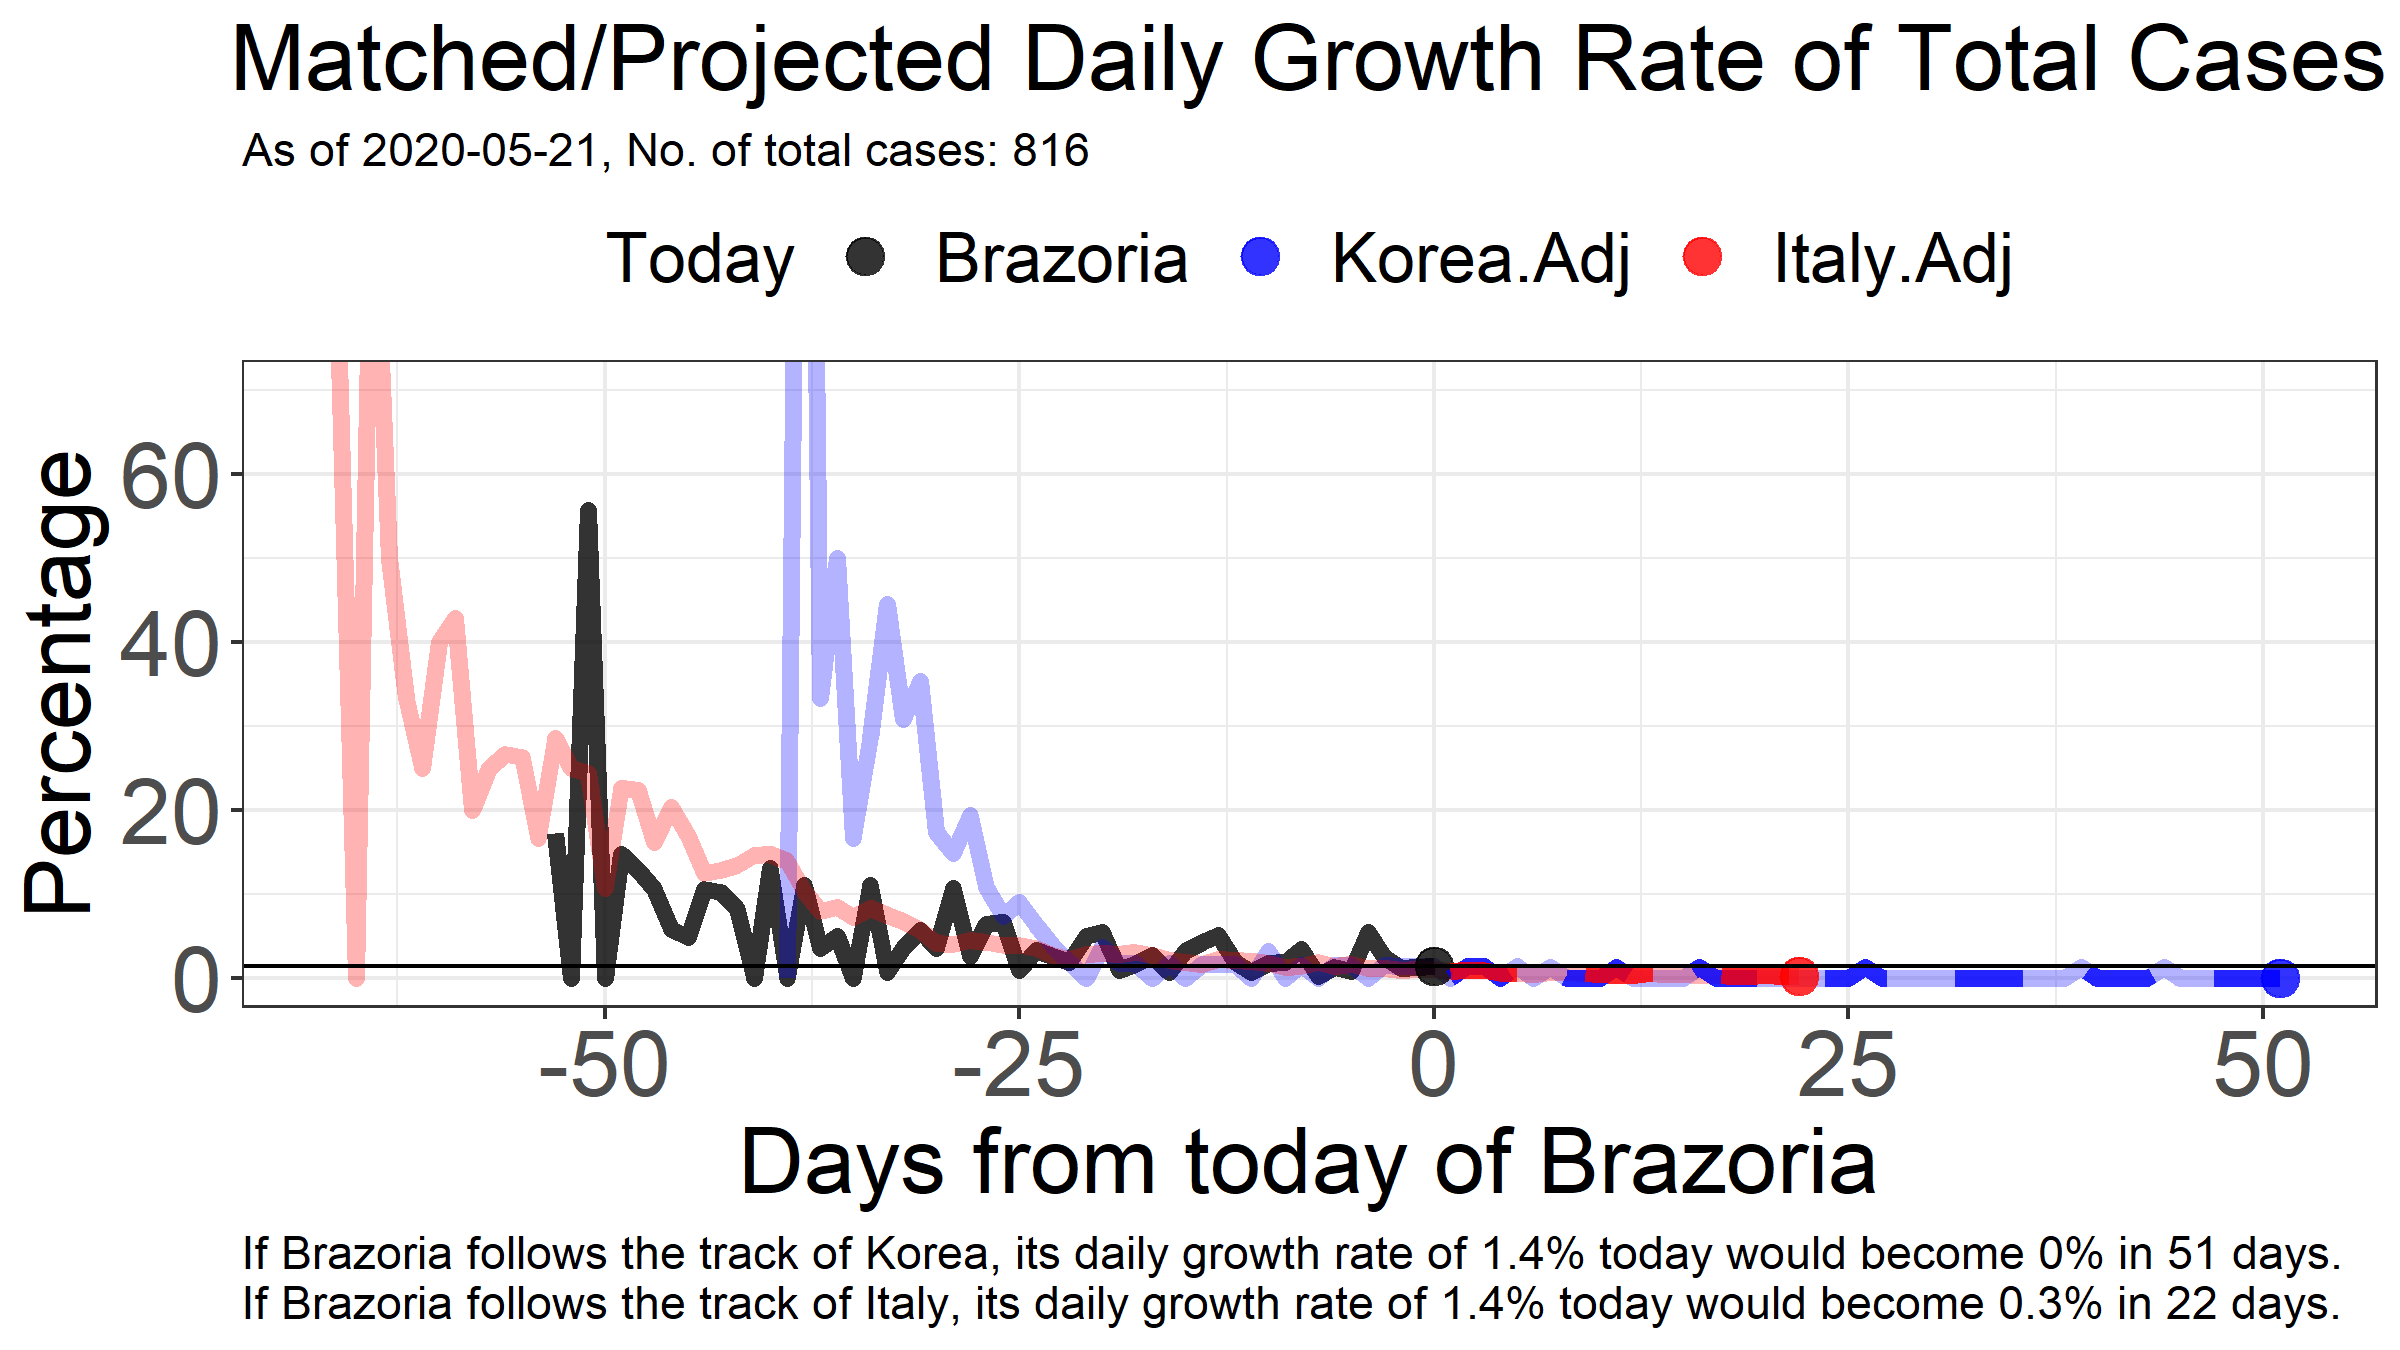 Matched/Projected Daily Growth Rate of Total Cases
As of 2020-05-21, No. of total cases: 816
Today Brazoria Korea.Adj Italy.Adj
Percentage
60
40
20
0
-50 -25 0 25 50
Days from today of Brazoria
If Brazoria follows the track of Korea, its daily growth rate of 1.4% today would become 0% in 51 days.
If Brazoria follows the track of Italy, its daily growth rate of 1.4% today would become 0.3% in 22 days.